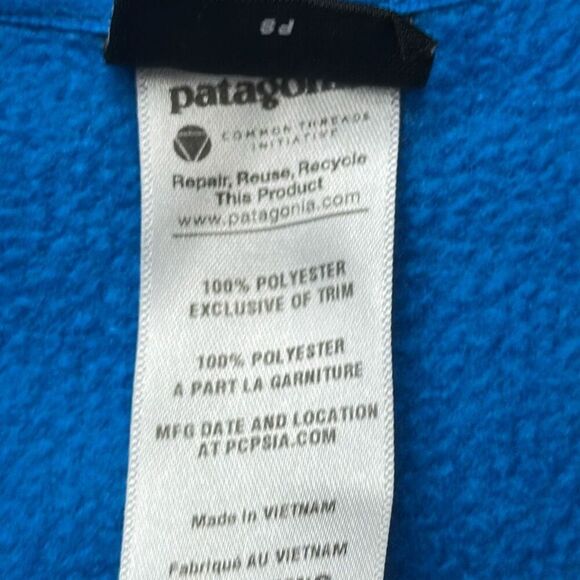 patagonia
COMMON THREADS
INITIATIVE
Repair, Reuse, Recycle
This Product
www.patagonia.com
100% POLYESTER
EXCLUSIVE OF TRIM
100% POLYESTER
A PART LA GARNITURE
MFG DATE AND LOCATION
AT PCPSIA.COM
Made in VIETNAM
Fabriqué AU VIETNAM